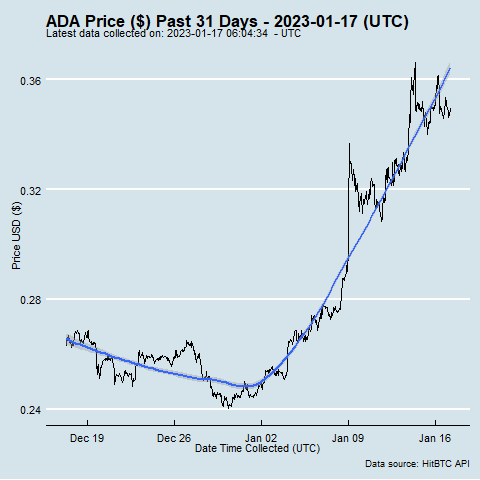 ADA Price ($) Past 31 Days - 2023-01-17 (UTC)
Latest data collected on: 2023-01-17 06:04:34 - UTC
0.36
0.32
0.28
0.24
Price USD ($)
Dec 19 Dec 26 Jan 02 Jan 09 Jan 16
Date Time Collected (UTC)
Data source: HitBTC API